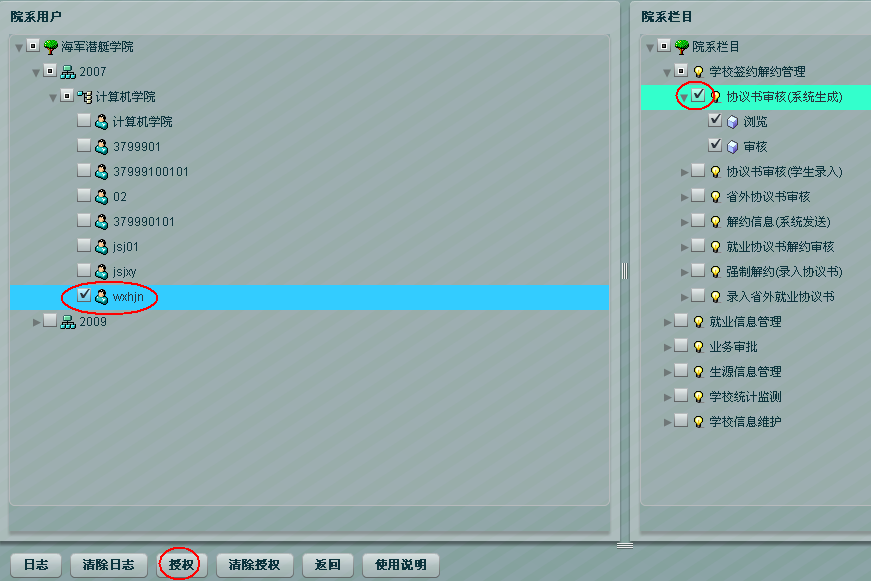 院系用户
海军潜艇学院
2007
计算机学院
计算机学院
3799901
37999100101
02
379990101
jsj01
jsjxy
wxhjn
2009
院系栏目
院系栏目
学校签约解约管理
协议书审核(系统生成)
浏览
审核
协议书审核(学生录入)
省外协议书审核
解约信息(系统发送)
就业协议书解约审核
强制解约(录入协议书)
录入省外就业协议书
就业信息管理
业务审批
生源信息管理
学校统计监测
学校信息维护
日志 清除日志 授权 清除授权 返回 使用说明